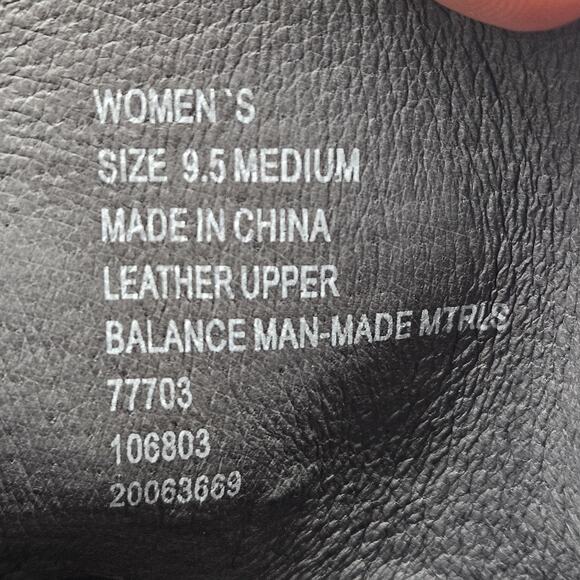 WOMEN`S
SIZE 9.5 MEDIUM
MADE IN CHINA
LEATHER UPPER
BALANCE MAN-MADE MTRLS
77703
106803
20063669